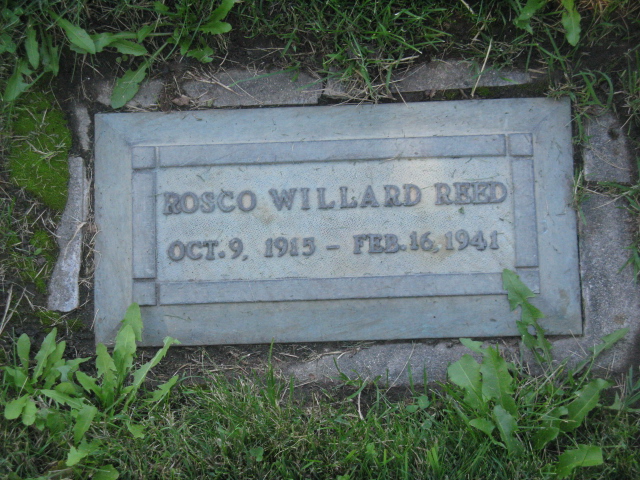 ROSCO WILLARD REED
OCT. 9, 1915 – FEB. 16, 1941